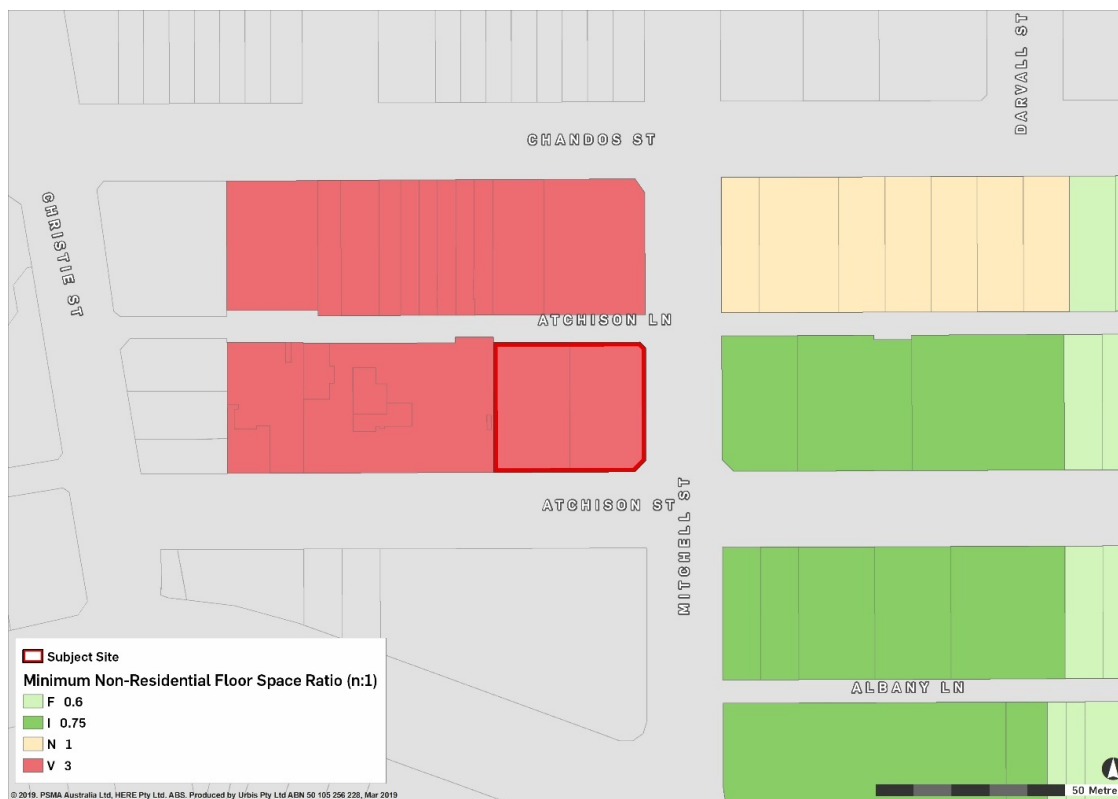 DARVALL ST
CHANDOS ST
CHRISTIE ST
ATCHISON LN
ATCHISON ST
MITCHELL ST
ALBANY LN
Subject Site
Minimum Non-Residential Floor Space Ratio (n:1)
F 0.6
I 0.75
N 1
V 3
50 Metre
© 2019. PSMA Australia Ltd, HERE Pty Ltd. ABS. Produced by Urbis Pty Ltd ABN 50 105 256 228, Mar 2019